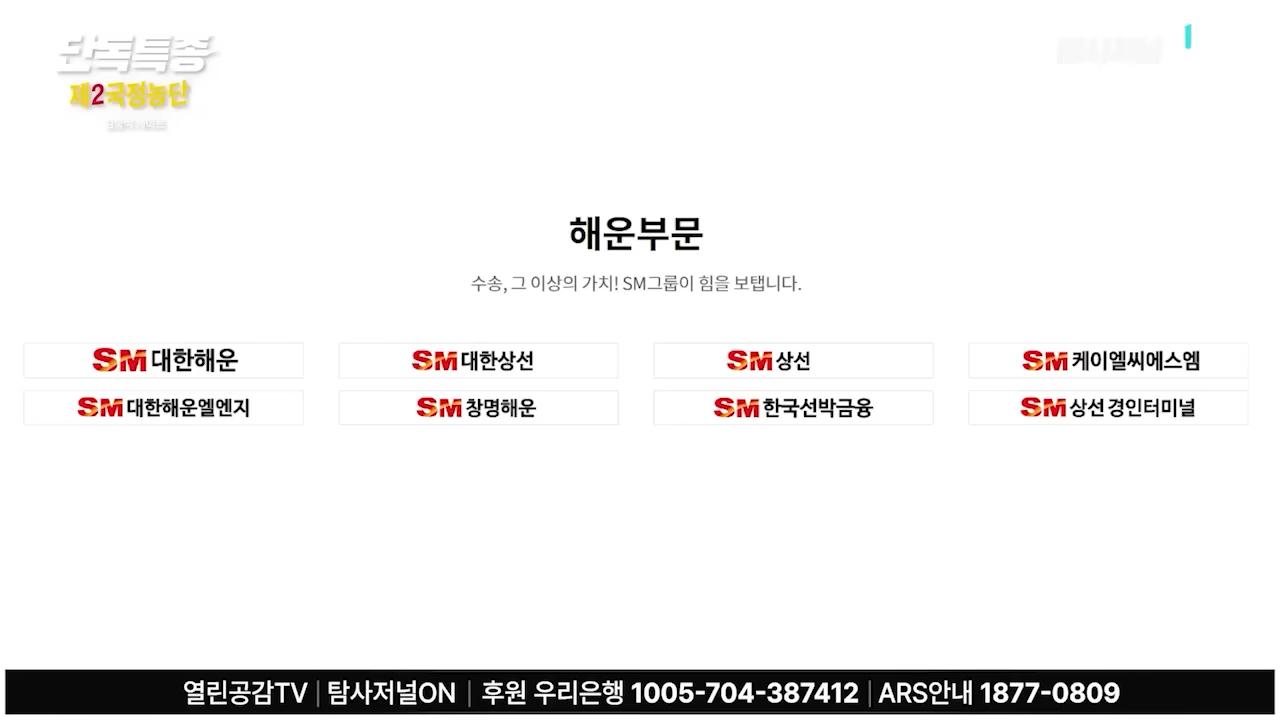 단독특종
제2국정농단
해운부문
수송, 그 이상의 가치! SM그룹이 힘을 보탭니다.
SM 대한해운
SM 대한상선
SM 상선
SM 케이엘씨에스엠
SM 대한해운엘엔지
SM 창명해운
SM 한국선박금융
SM 상선 경인터미널
열린공감TV | 탐사저널ON | 후원 우리은행 1005-704-387412 | ARS안내 1877-0809